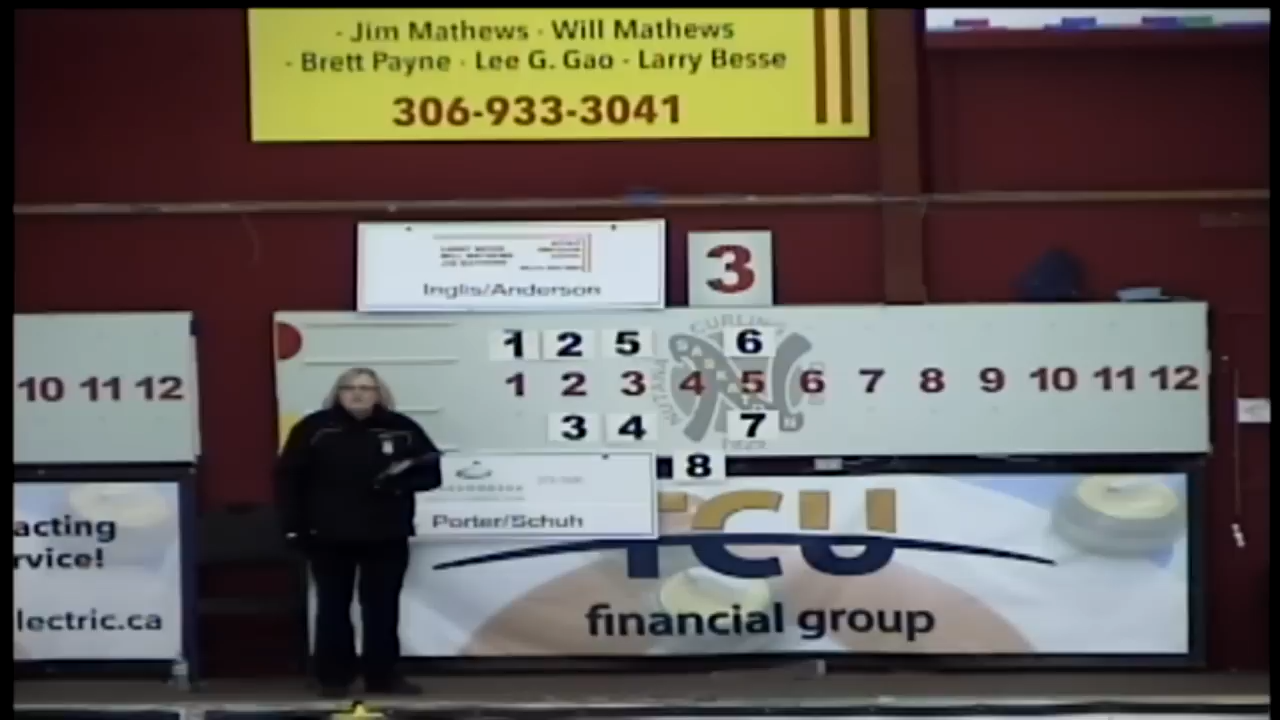 - Jim Mathews - Will Mathews
- Brett Payne - Lee G. Gao - Larry Besse
306-933-3041
Inglis/Anderson
3
1 2 5 6
10 11 12
1 2 3 4 5 6 7 8 9 10 11 12
3 4 7
8
Porter/Schuh
TCU
financial group
acting
rvice!
lectric.ca
CURLING